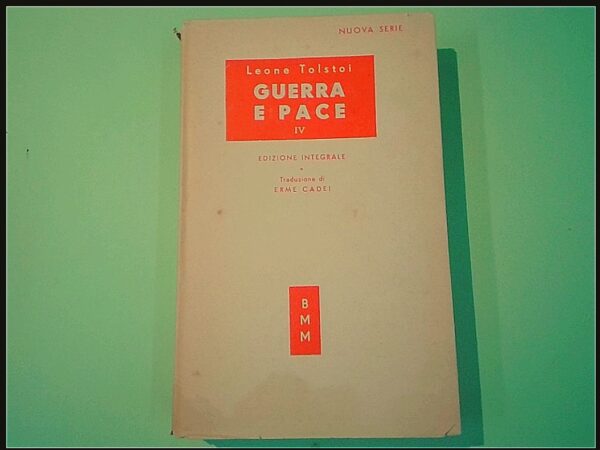 NUOVA SERIE
Leone Tolstoi
GUERRA
E PACE
IV
EDIZIONE INTEGRALE
Traduzione di
ERME CADEI
B
M
M